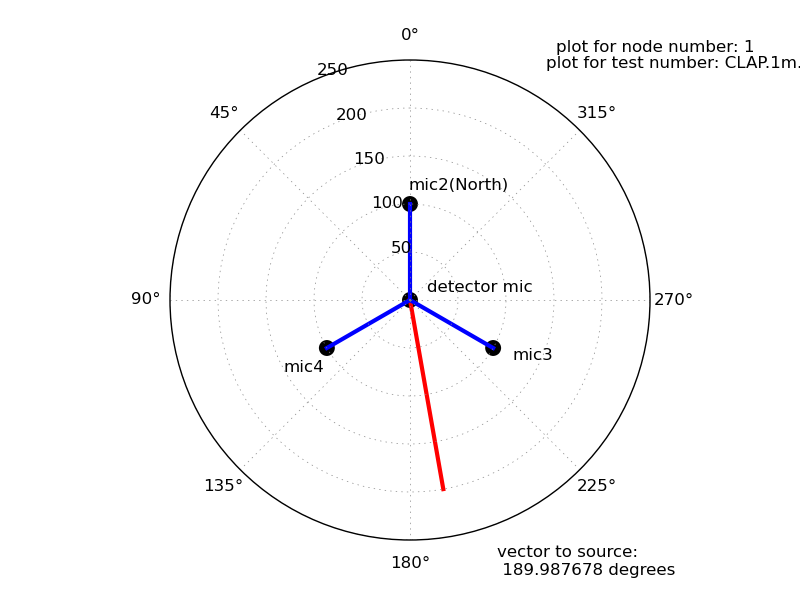 0°
plot for node number: 1
plot for test number: CLAP.1m.
250
45°
315°
200
150
mic2(North)
100
50
detector mic
90°
270°
mic4
mic3
135°
225°
vector to source:
180°
189.987678 degrees